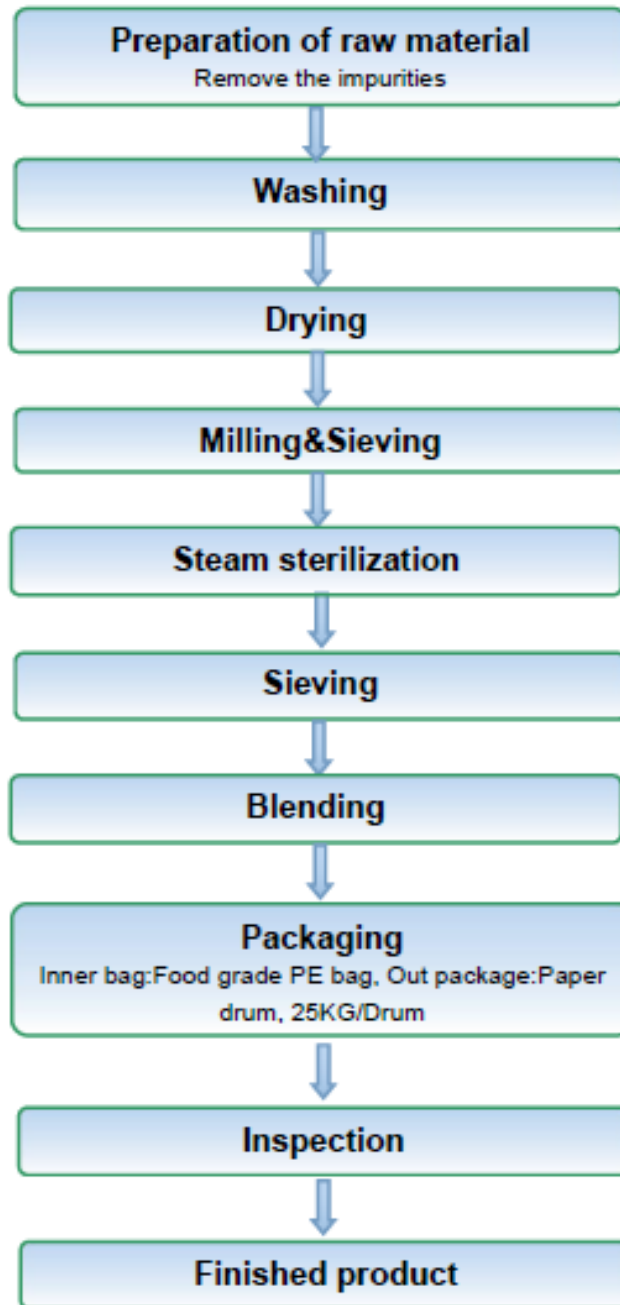 Preparation of raw material
Remove the impurities
Washing
Drying
Milling&Sieving
Steam sterilization
Sieving
Blending
Packaging
Inner bag:Food grade PE bag, Out package:Paper
drum, 25KG/Drum
Inspection
Finished product